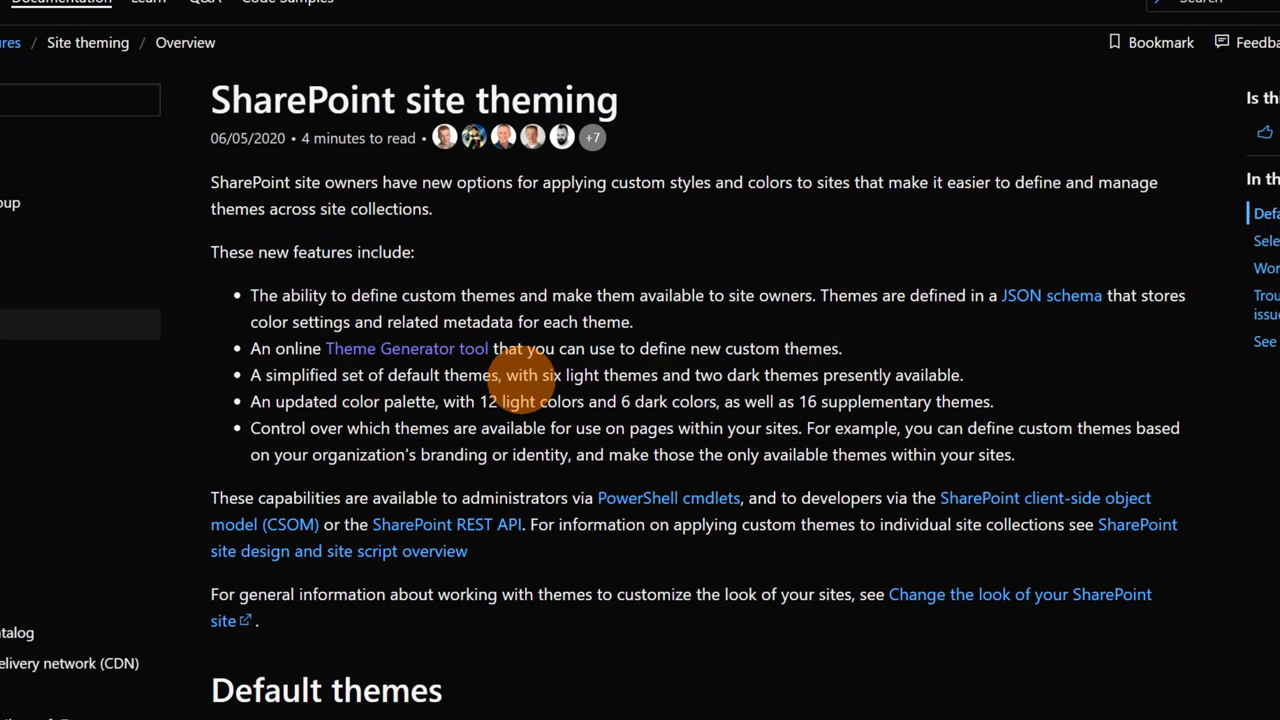 Documentation Learn Q&A Code Samples
Search
ures / Site theming / Overview
Bookmark
Feedba
SharePoint site theming
Is thi
06/05/2020 • 4 minutes to read • +7
In th
SharePoint site owners have new options for applying custom styles and colors to sites that make it easier to define and manage
themes across site collections.
oup
Defa
Sele
Wor
Trou
issue
See
These new features include:
• The ability to define custom themes and make them available to site owners. Themes are defined in a JSON schema that stores
color settings and related metadata for each theme.
• An online Theme Generator tool that you can use to define new custom themes.
• A simplified set of default themes, with six light themes and two dark themes presently available.
• An updated color palette, with 12 light colors and 6 dark colors, as well as 16 supplementary themes.
• Control over which themes are available for use on pages within your sites. For example, you can define custom themes based
on your organization's branding or identity, and make those the only available themes within your sites.
These capabilities are available to administrators via PowerShell cmdlets, and to developers via the SharePoint client-side object
model (CSOM) or the SharePoint REST API. For information on applying custom themes to individual site collections see SharePoint
site design and site script overview
For general information about working with themes to customize the look of your sites, see Change the look of your SharePoint
site .
atalog
elivery network (CDN)
Default themes